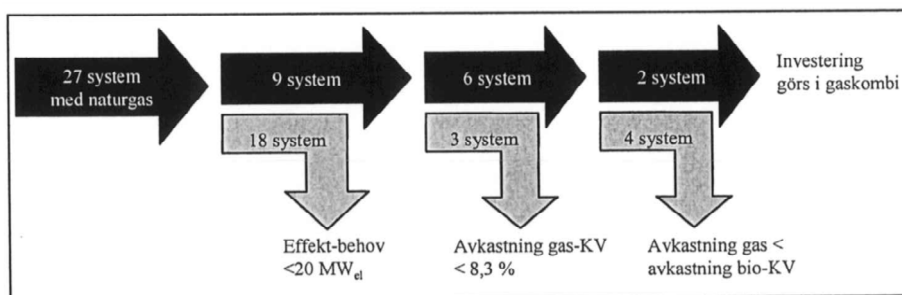 27 system
med naturgas
9 system
6 system
2 system
Investering
görs i gaskombi
18 system
3 system
4 system
Effekt-behov
<20 MWel
Avkastning gas-KV
< 8,3 %
Avkastning gas <
avkastning bio-KV